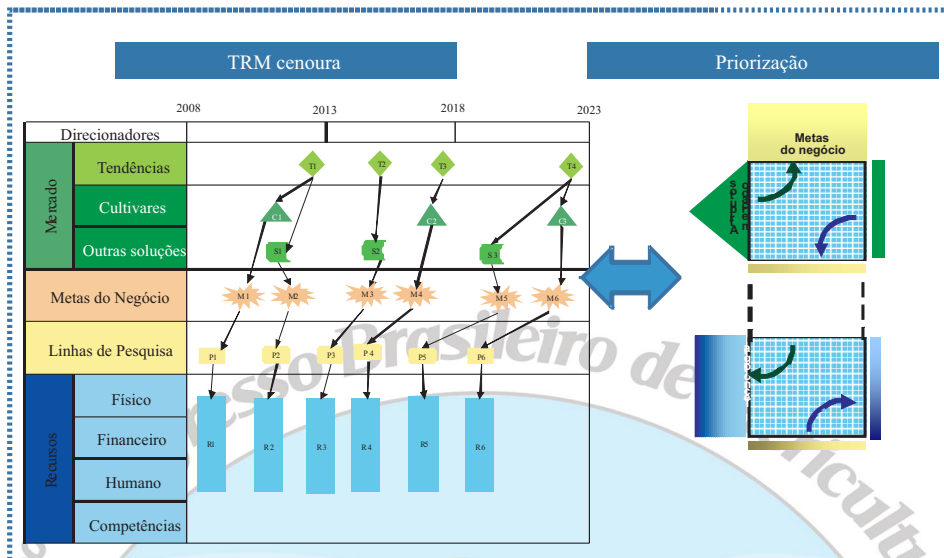 TRM cenoura
Priorização
2008
2013
2018
2023
Direcionadores
Mercado
Tendências
T1
T2
T3
T4
Cultivares
C1
C2
C3
Outras soluções
S1
S2
S3
Metas do Negócio
M1
M2
M3
M4
M5
M6
Linhas de Pesquisa
P1
P2
P3
P4
P5
P6
Recursos
Físico
Financeiro
Humano
Competências
R1
R2
R3
R4
R5
R6
Metas
do negócio
sso Brasileiro de